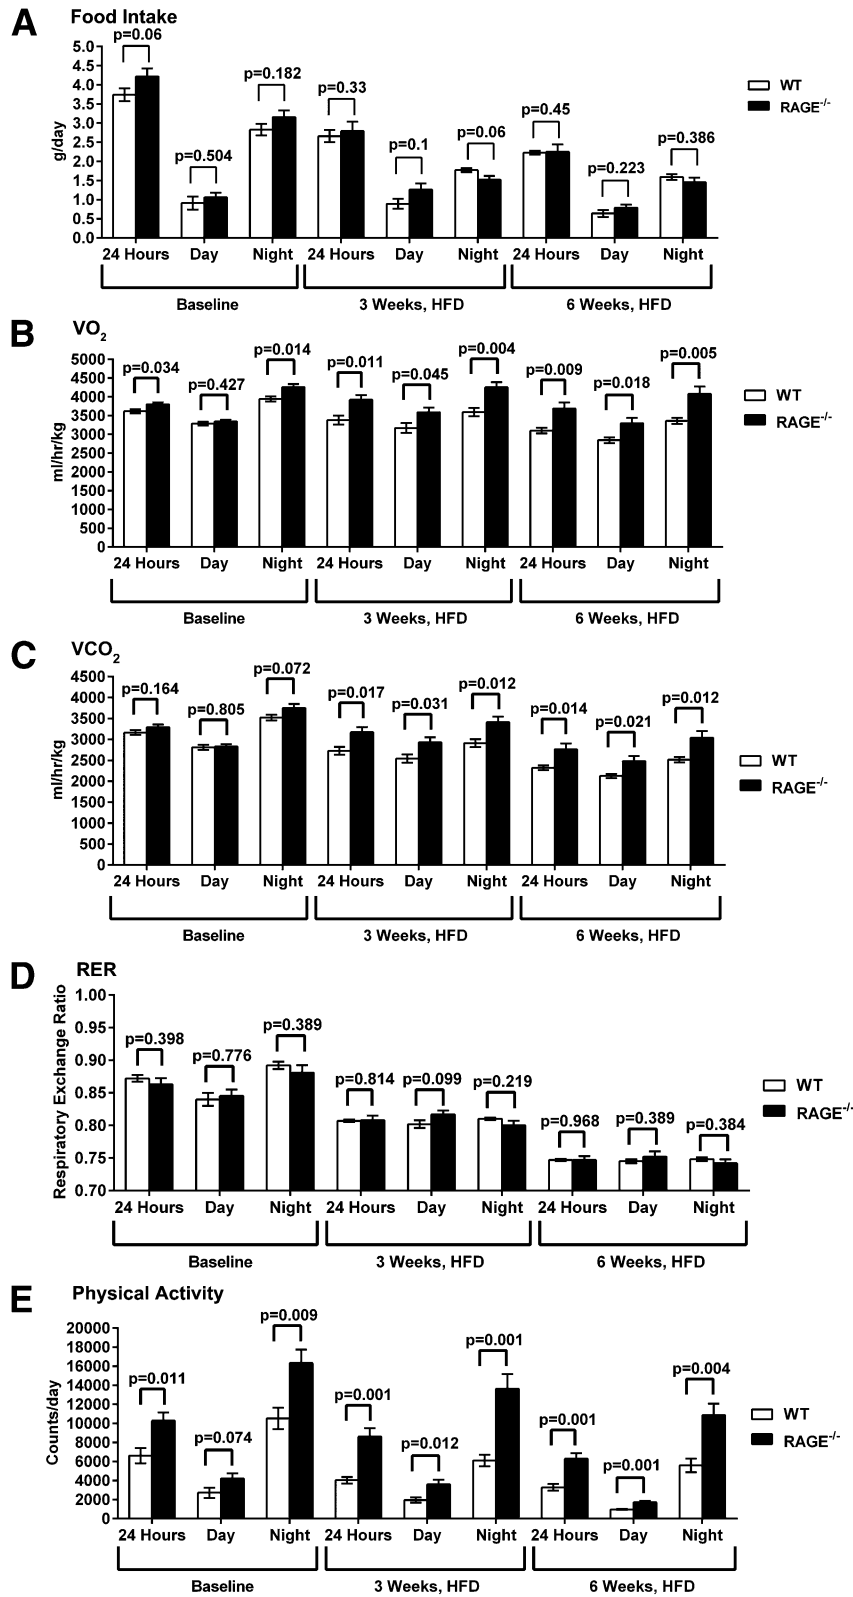 A Food Intake
p=0.06
p=0.504
p=0.182
p=0.33
p=0.1
p=0.06
p=0.45
p=0.223
p=0.386
g/day
5.0
4.5
4.0
3.5
3.0
2.5
2.0
1.5
1.0
0.5
0.0
WT
RAGE-/-
24 Hours Day Night 24 Hours Day Night 24 Hours Day Night
Baseline 3 Weeks, HFD 6 Weeks, HFD
B VO2
p=0.034
p=0.427
p=0.014
p=0.011
p=0.045
p=0.004
p=0.009
p=0.018
p=0.005
ml/hr/kg
5000
4500
4000
3500
3000
2500
2000
1500
1000
500
0
WT
RAGE-/-
24 Hours Day Night 24 Hours Day Night 24 Hours Day Night
Baseline 3 Weeks, HFD 6 Weeks, HFD
C VCO2
p=0.164
p=0.805
p=0.072
p=0.017
p=0.031
p=0.012
p=0.014
p=0.021
p=0.012
ml/hr/kg
4500
4000
3500
3000
2500
2000
1500
1000
500
0
WT
RAGE-/-
24 Hours Day Night 24 Hours Day Night 24 Hours Day Night
Baseline 3 Weeks, HFD 6 Weeks, HFD
D RER
p=0.398
p=0.776
p=0.389
p=0.814
p=0.099
p=0.219
p=0.968
p=0.389
p=0.384
Respiratory Exchange Ratio
1.00
0.95
0.90
0.85
0.80
0.75
0.70
WT
RAGE-/-
24 Hours Day Night 24 Hours Day Night 24 Hours Day Night
Baseline 3 Weeks, HFD 6 Weeks, HFD
E Physical Activity
p=0.011
p=0.074
p=0.009
p=0.001
p=0.012
p=0.001
p=0.001
p=0.001
p=0.004
Counts/day
20000
18000
16000
14000
12000
10000
8000
6000
4000
2000
0
WT
RAGE-/-
24 Hours Day Night 24 Hours Day Night 24 Hours Day Night
Baseline 3 Weeks, HFD 6 Weeks, HFD